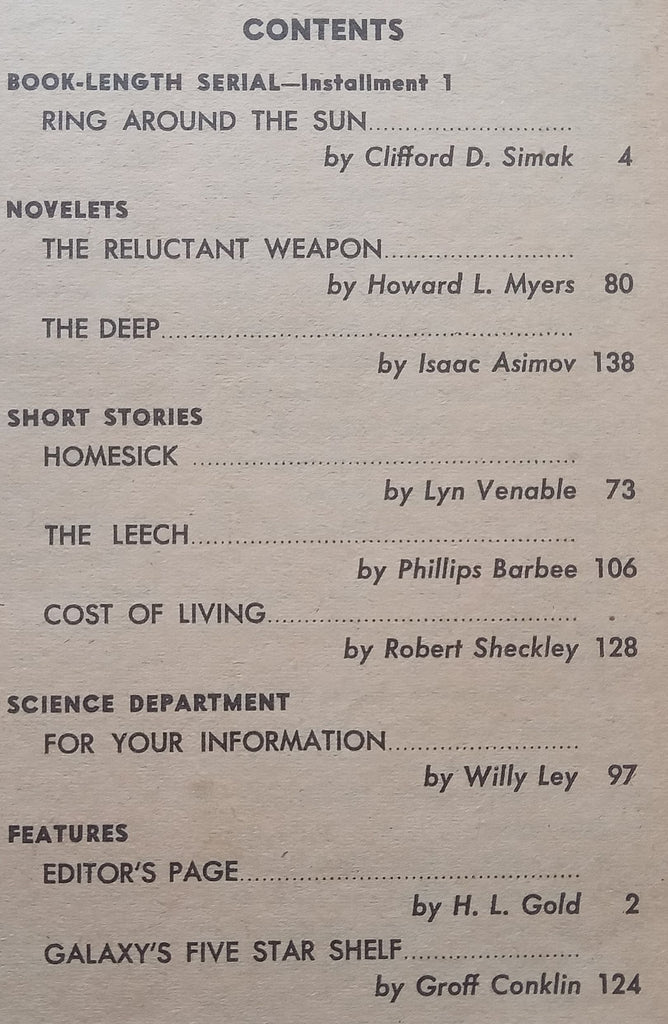 CONTENTS
BOOK-LENGTH SERIAL—Installment 1
RING AROUND THE SUN..........................
by Clifford D. Simak 4
NOVELETS
THE RELUCTANT WEAPON........................
by Howard L. Myers 80
THE DEEP....................................................
by Isaac Asimov 138
SHORT STORIES
HOMESICK ................................................
by Lyn Venable 73
THE LEECH................................................
by Phillips Barbee 106
COST OF LIVING.......................................
by Robert Sheckley 128
SCIENCE DEPARTMENT
FOR YOUR INFORMATION........................
by Willy Ley 97
FEATURES
EDITOR'S PAGE...........................................
by H. L. Gold 2
GALAXY'S FIVE STAR SHELF......................
by Groff Conklin 124